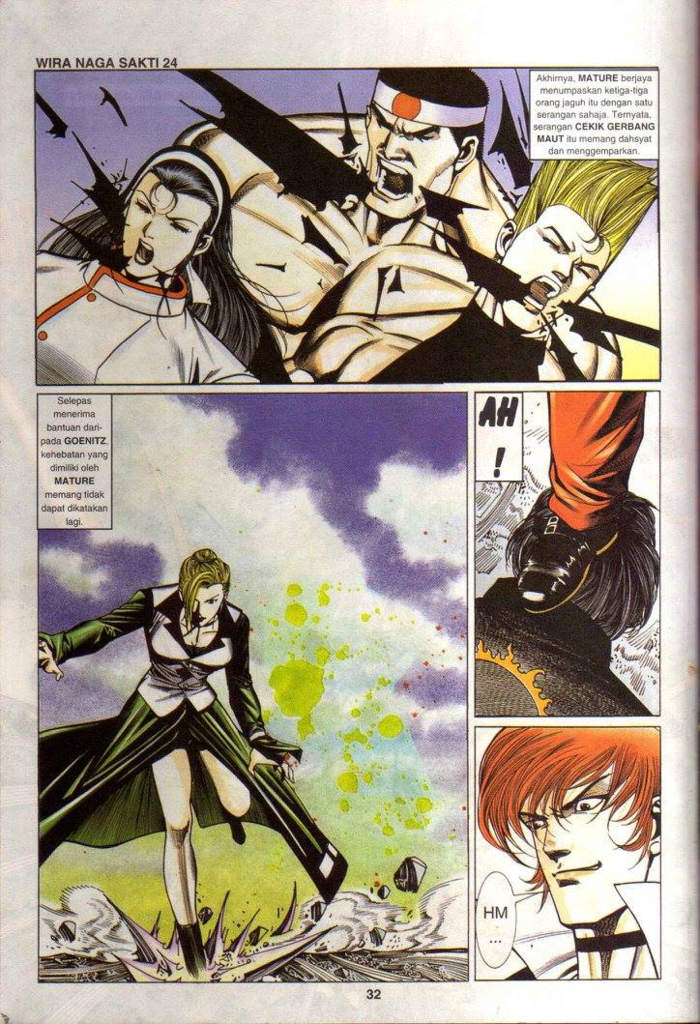 WIRA NAGA SAKTI 24
Akhirnya, MATURE berjaya
menumpaskan ketiga-tiga
orang jaguh itu dengan satu
serangan sahaja. Ternyata,
serangan CEKIK GERBANG
MAUT itu memang dahsyat
dan menggemparkan.
Selepas
menerima
bantuan dari-
pada GOENITZ,
kehebatan yang
dimiliki oleh
MATURE
memang tidak
dapat dikatakan
lagi.
AH
!
HM
...
32